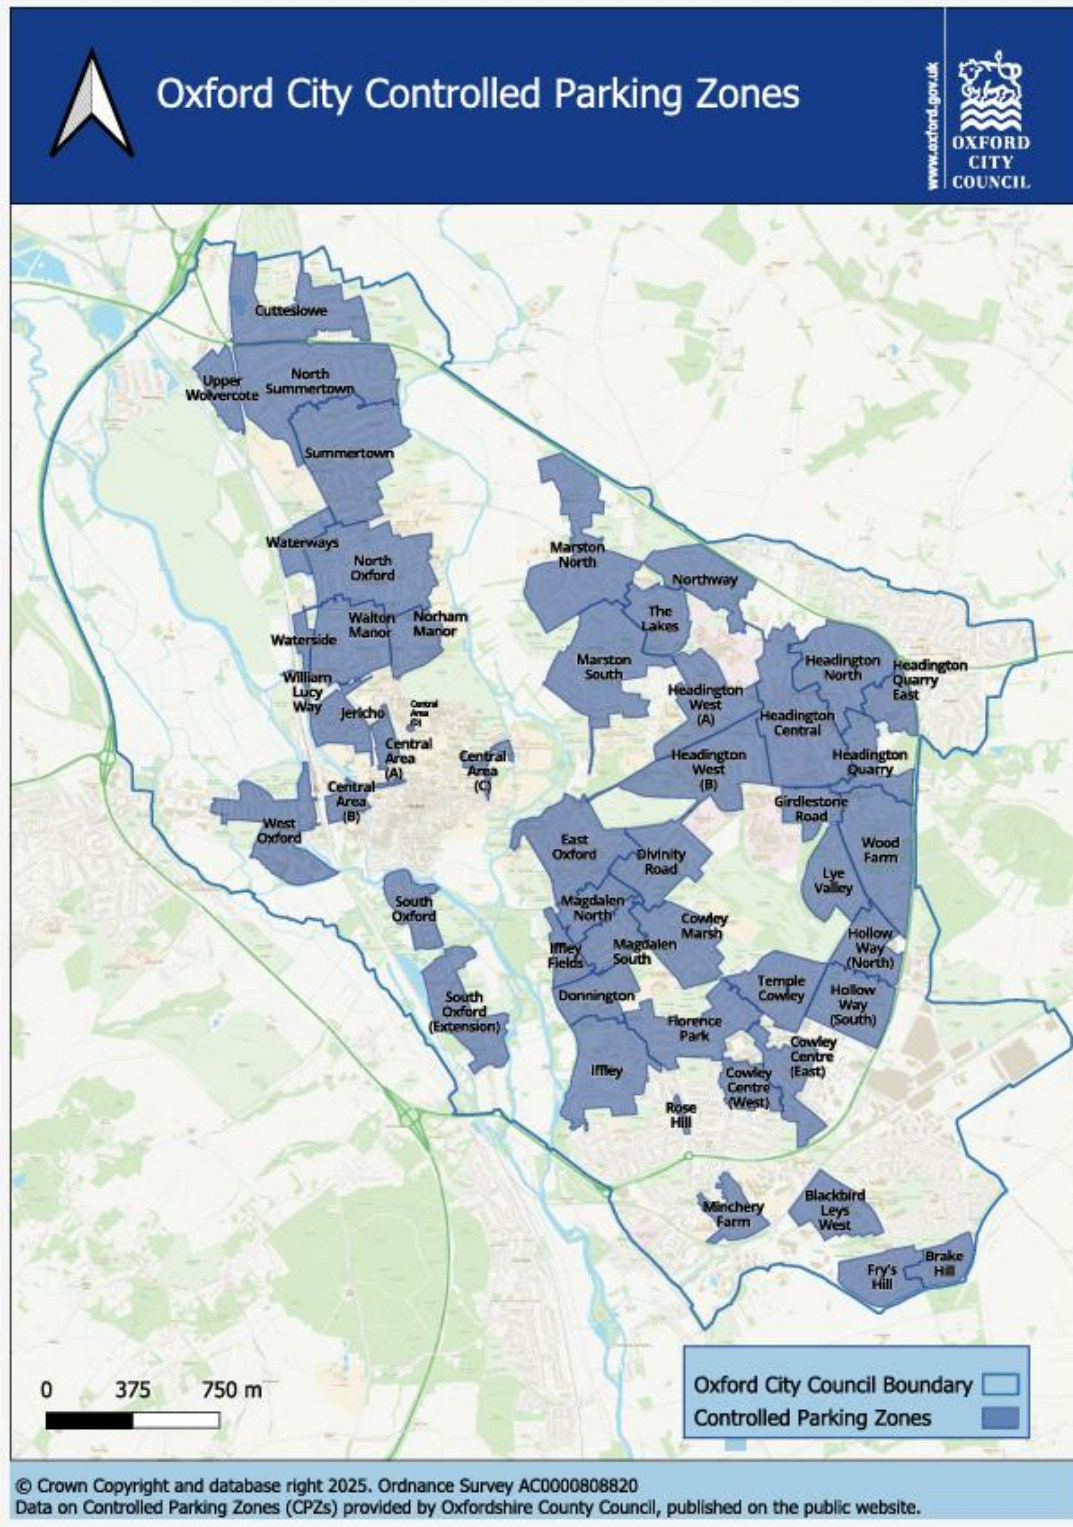 Oxford City Controlled Parking Zones
www.oxford.gov.uk
OXFORD
CITY
COUNCIL
Cutteslowe
Upper
Wolvercote
North
Summertown
Summertown
Waterways
North
Oxford
Marston
North
Northway
The
Lakes
Walton
Manor
Norham
Manor
Waterside
William
Lucy
Way
Jericho
Central
Area
(D)
Central
Area
(A)
Central
Area
(B)
Central
Area
(C)
Marston
South
Headington
West
(A)
Headington
North
Headington
Quarry
East
Headington
Central
Headington
West
(B)
Headington
Quarry
Girdlestone
Road
West
Oxford
East
Oxford
Divinity
Road
Wood
Farm
Lye
Valley
South
Oxford
Magdalen
North
Cowley
Marsh
Iffley
Fields
Magdalen
South
Hollow
Way
(North)
South
Oxford
(Extension)
Donnington
Temple
Cowley
Hollow
Way
(South)
Florence
Park
Cowley
Centre
(East)
Iffley
Cowley
Centre
(West)
Rose
Hill
Minchery
Farm
Blackbird
Leys
West
Fry's
Hill
Brake
Hill
0 375 750 m
Oxford City Council Boundary
Controlled Parking Zones
© Crown Copyright and database right 2025. Ordnance Survey AC0000808820
Data on Controlled Parking Zones (CPZs) provided by Oxfordshire County Council, published on the public website.